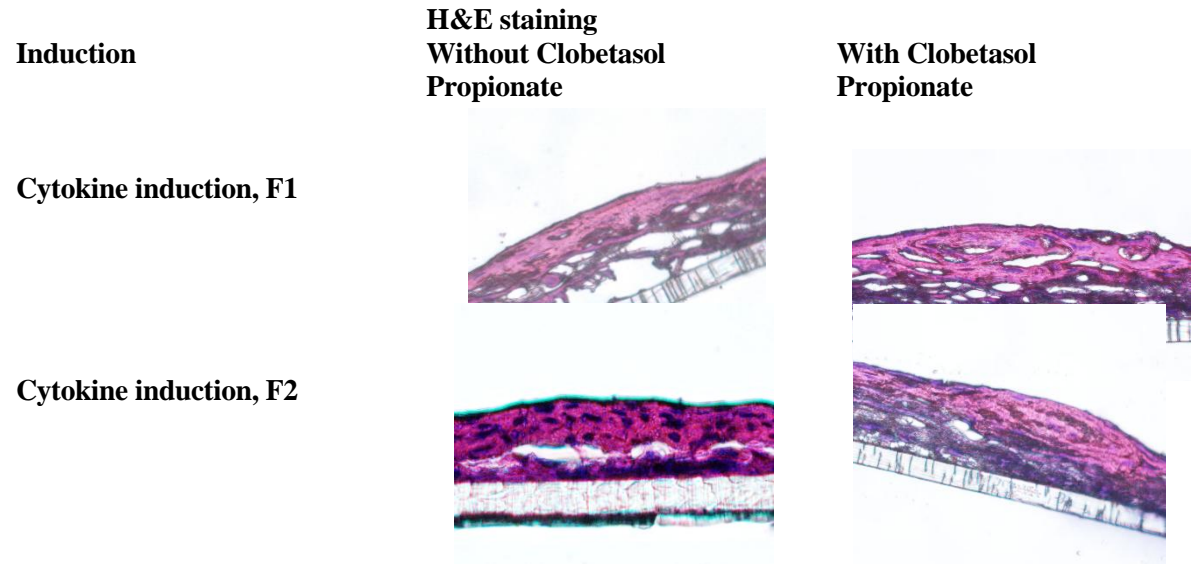 H&E staining
Induction
Without Clobetasol Propionate
With Clobetasol Propionate
Cytokine induction, F1
Cytokine induction, F2